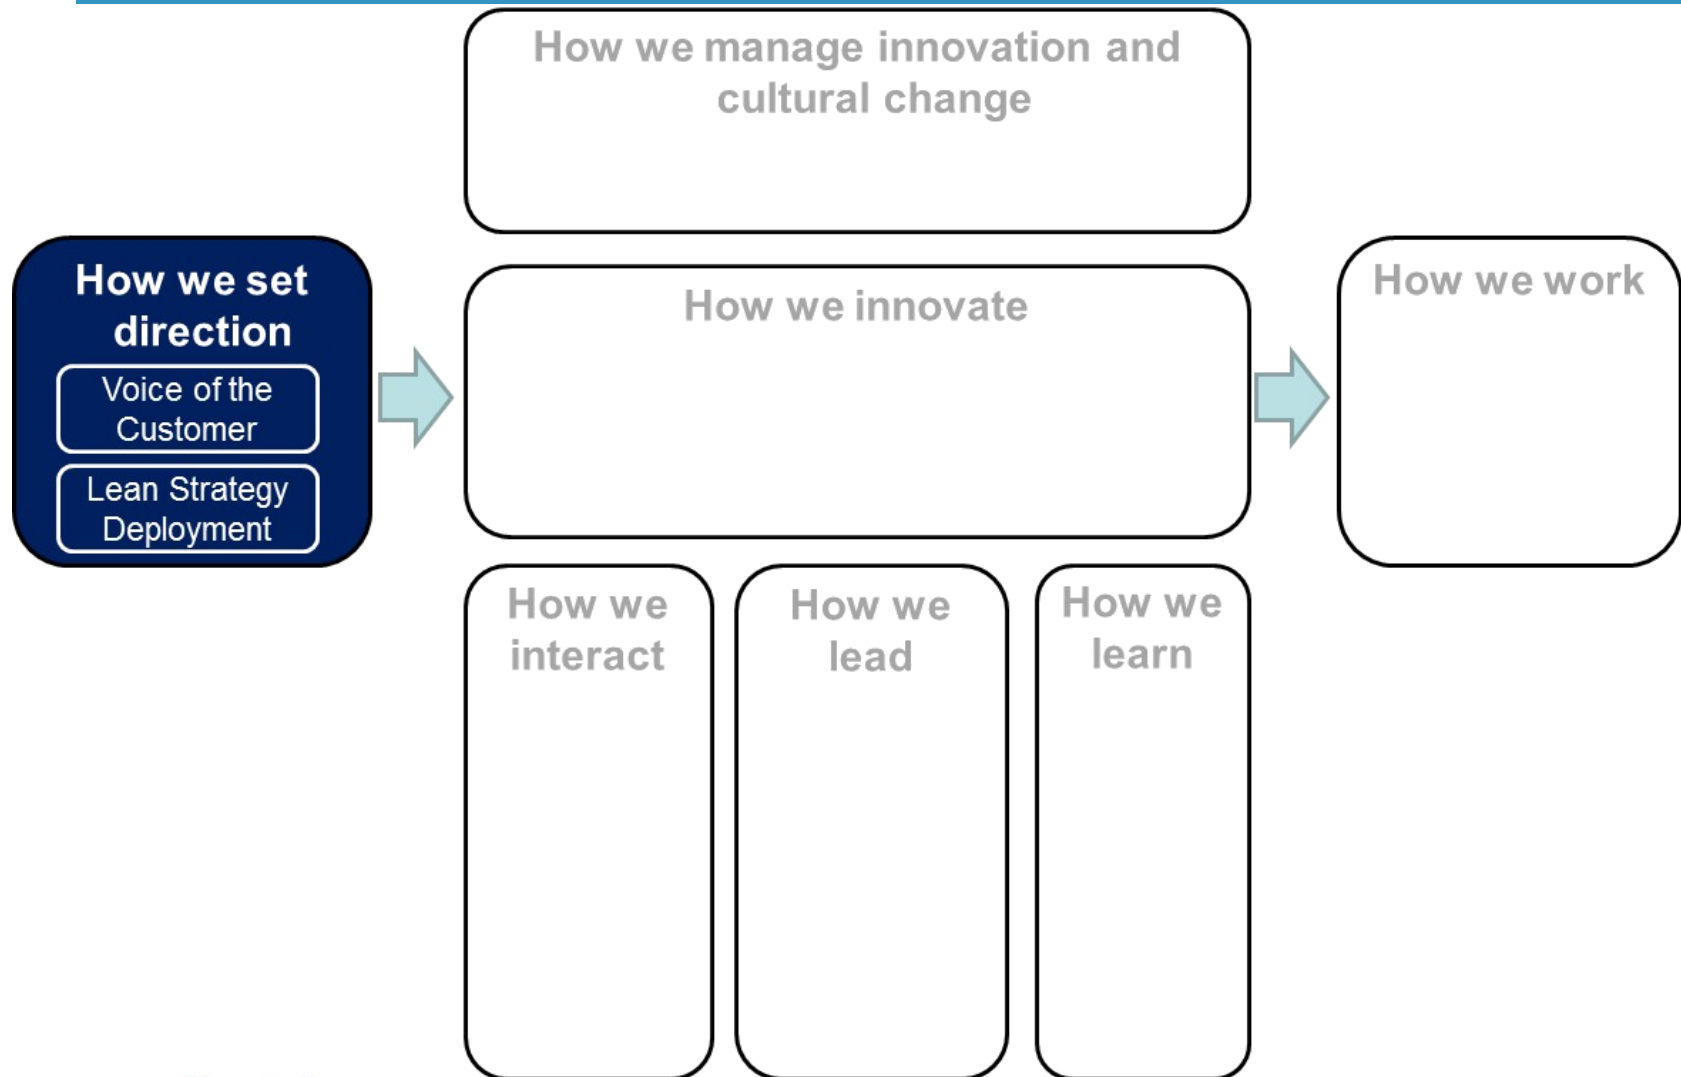 How we manage innovation and
cultural change
How we set
direction
Voice of the
Customer
Lean Strategy
Deployment
How we innovate
How we work
How we
interact
How we
lead
How we
learn